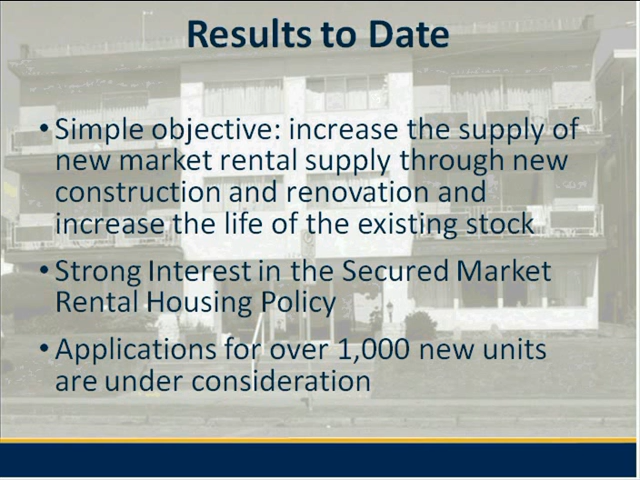 Results to Date
• Simple objective: increase the supply of
new market rental supply through new
construction and renovation and
increase the life of the existing stock
• Strong Interest in the Secured Market
Rental Housing Policy
• Applications for over 1,000 new units
are under consideration